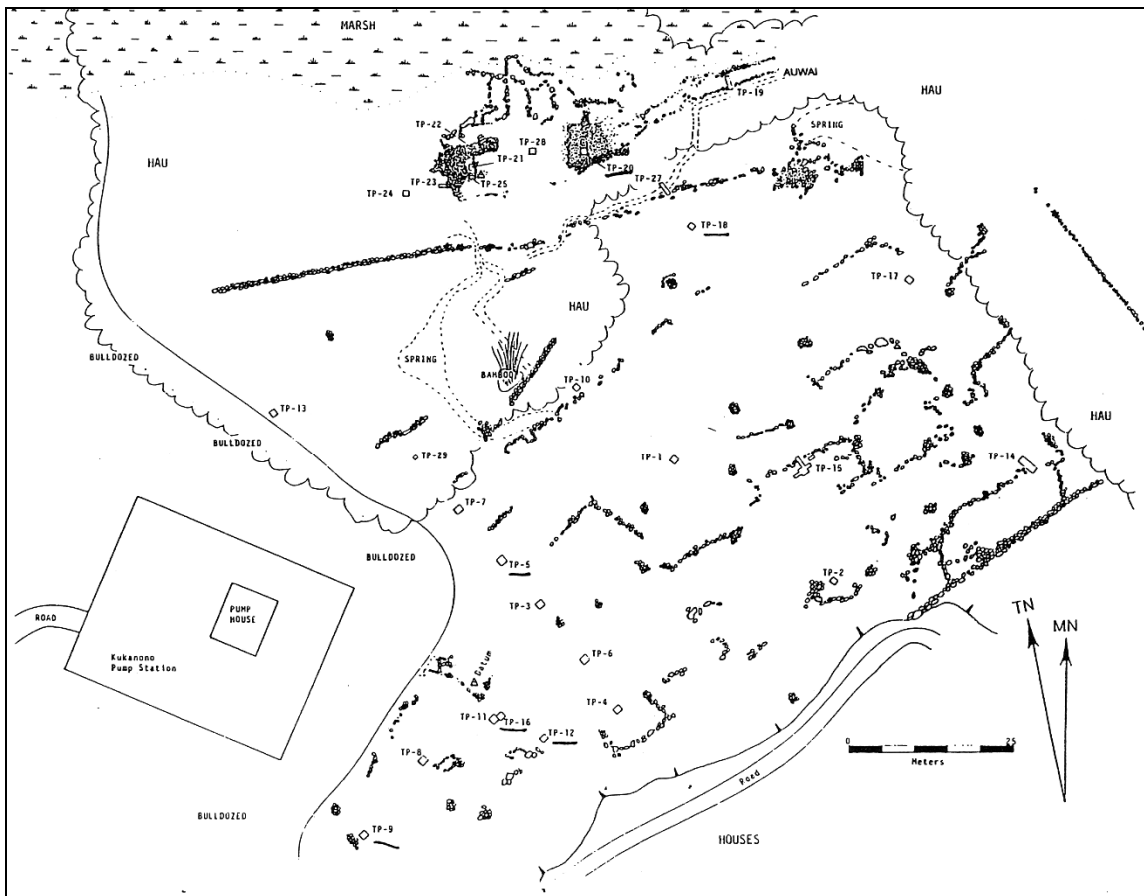 MARSH
AUWAI
HAU
TP-19
SPRING
TP-22
TP-28
HAU
TP-21
TP-20
TP-23
TP-25
TP-27
TP-24
TP-18
TP-17
HAU
SPRING
BULLDOZED
BAMBOO
TP-10
TP-13
HAU
BULLDOZED
TP-29
TP-1
TP-15
TP-14
TP-7
BULLDOZED
TP-5
TP-2
TP-3
PUMP
HOUSE
ROAD
TN
MN
Kukanono
Pump Station
TP-6
Datum
TP-4
TP-11
TP-16
TP-12
TP-8
0
25
Meters
Road
BULLDOZED
TP-9
HOUSES